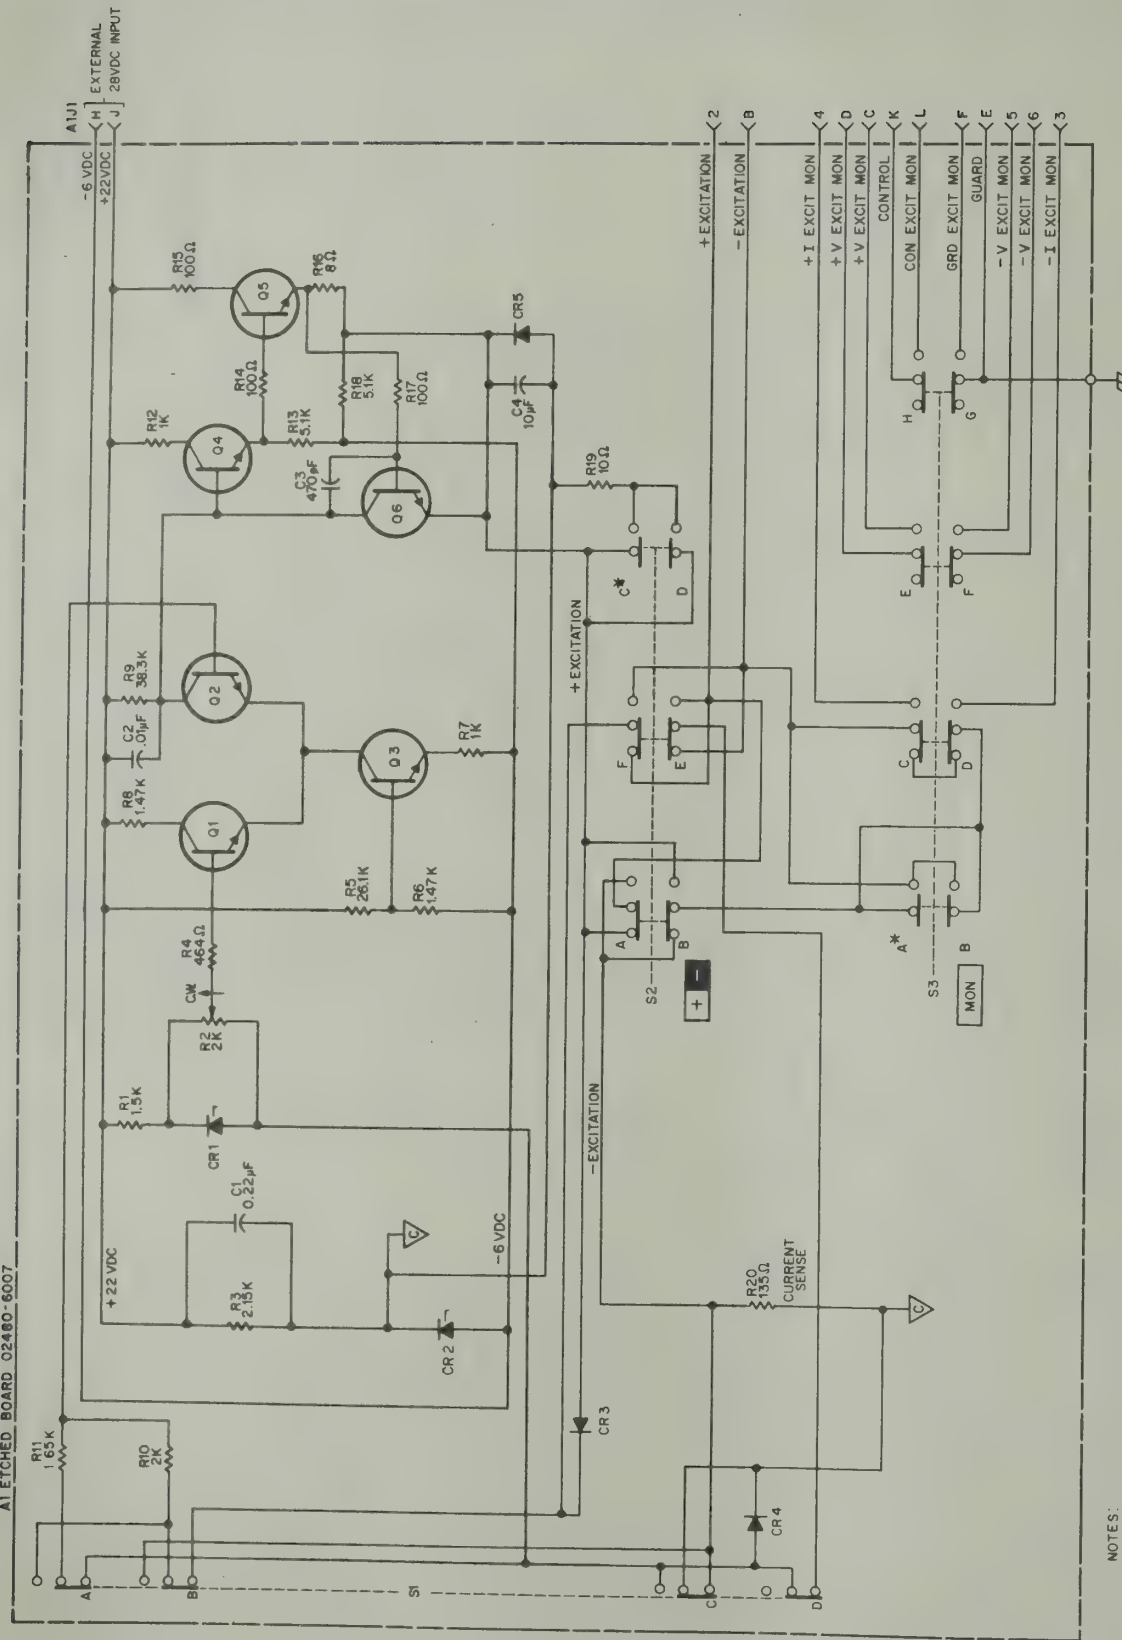 A1 ETCHED BOARD 02480-6007
A1J1
H
J
EXTERNAL
28VDC INPUT
-6 VDC
+22VDC
R11
1.65K
R10
2K
+22 VDC
R3
2.15K
C1
0.22µF
C
CR2
-6 VDC
R1
1.5K
CR1
R2
2K
CW
R4
464Ω
R8
1.47K
C2
.01µF
R9
38.3K
Q1
Q2
Q3
R5
26.1K
R6
1.47K
R7
1K
R12
1K
Q4
R14
100Ω
R13
5.1K
R15
100Ω
Q5
R16
8Ω
R18
5.1K
R17
100Ω
C3
470pF
Q6
C4
10µF
CR5
R19
10Ω
+EXCITATION
2
-EXCITATION
B
+I EXCIT MON
4
+V EXCIT MON
D
+V EXCIT MON
C
CONTROL
K
CON EXCIT MON
L
GRD EXCIT MON
F
GUARD
E
-V EXCIT MON
5
-V EXCIT MON
6
-I EXCIT MON
3
+EXCITATION
C*
D
F
E
A
B
S2
+ -
-EXCITATION
H
G
E
F
C
D
A*
B
S3
MON
CR3
R20
135Ω
CURRENT
SENSE
C
CR4
A
B
S1
C
D
NOTES: